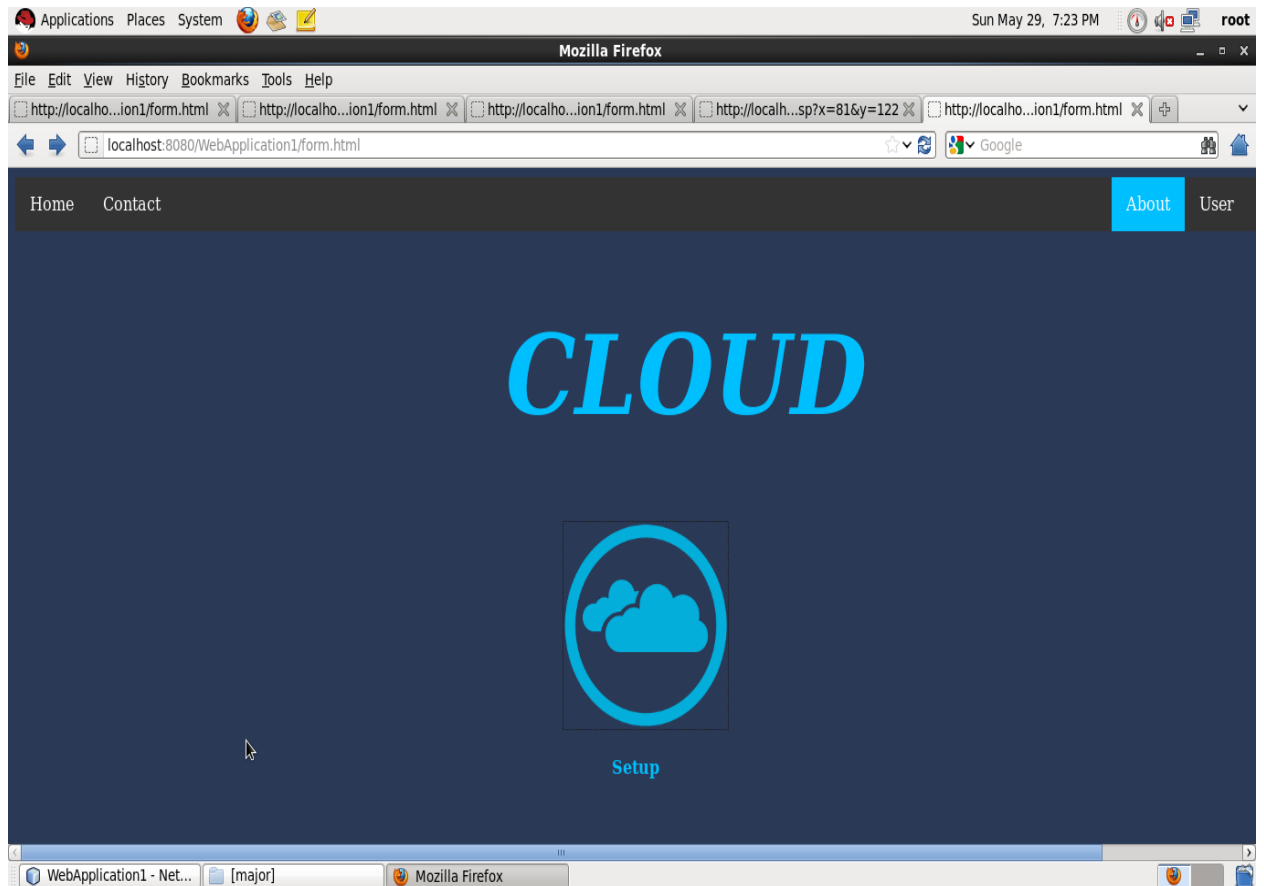 Applications Places System Sun May 29, 7:23 PM root
Mozilla Firefox
File Edit View History Bookmarks Tools Help
http://localho...ion1/form.html http://localho...ion1/form.html http://localho...ion1/form.html http://localh...sp?x=81&y=122 http://localho...ion1/form.html
localhost:8080/WebApplication1/form.html Google
Home Contact About User
CLOUD
Setup
WebApplication1 - Net... [major] Mozilla Firefox